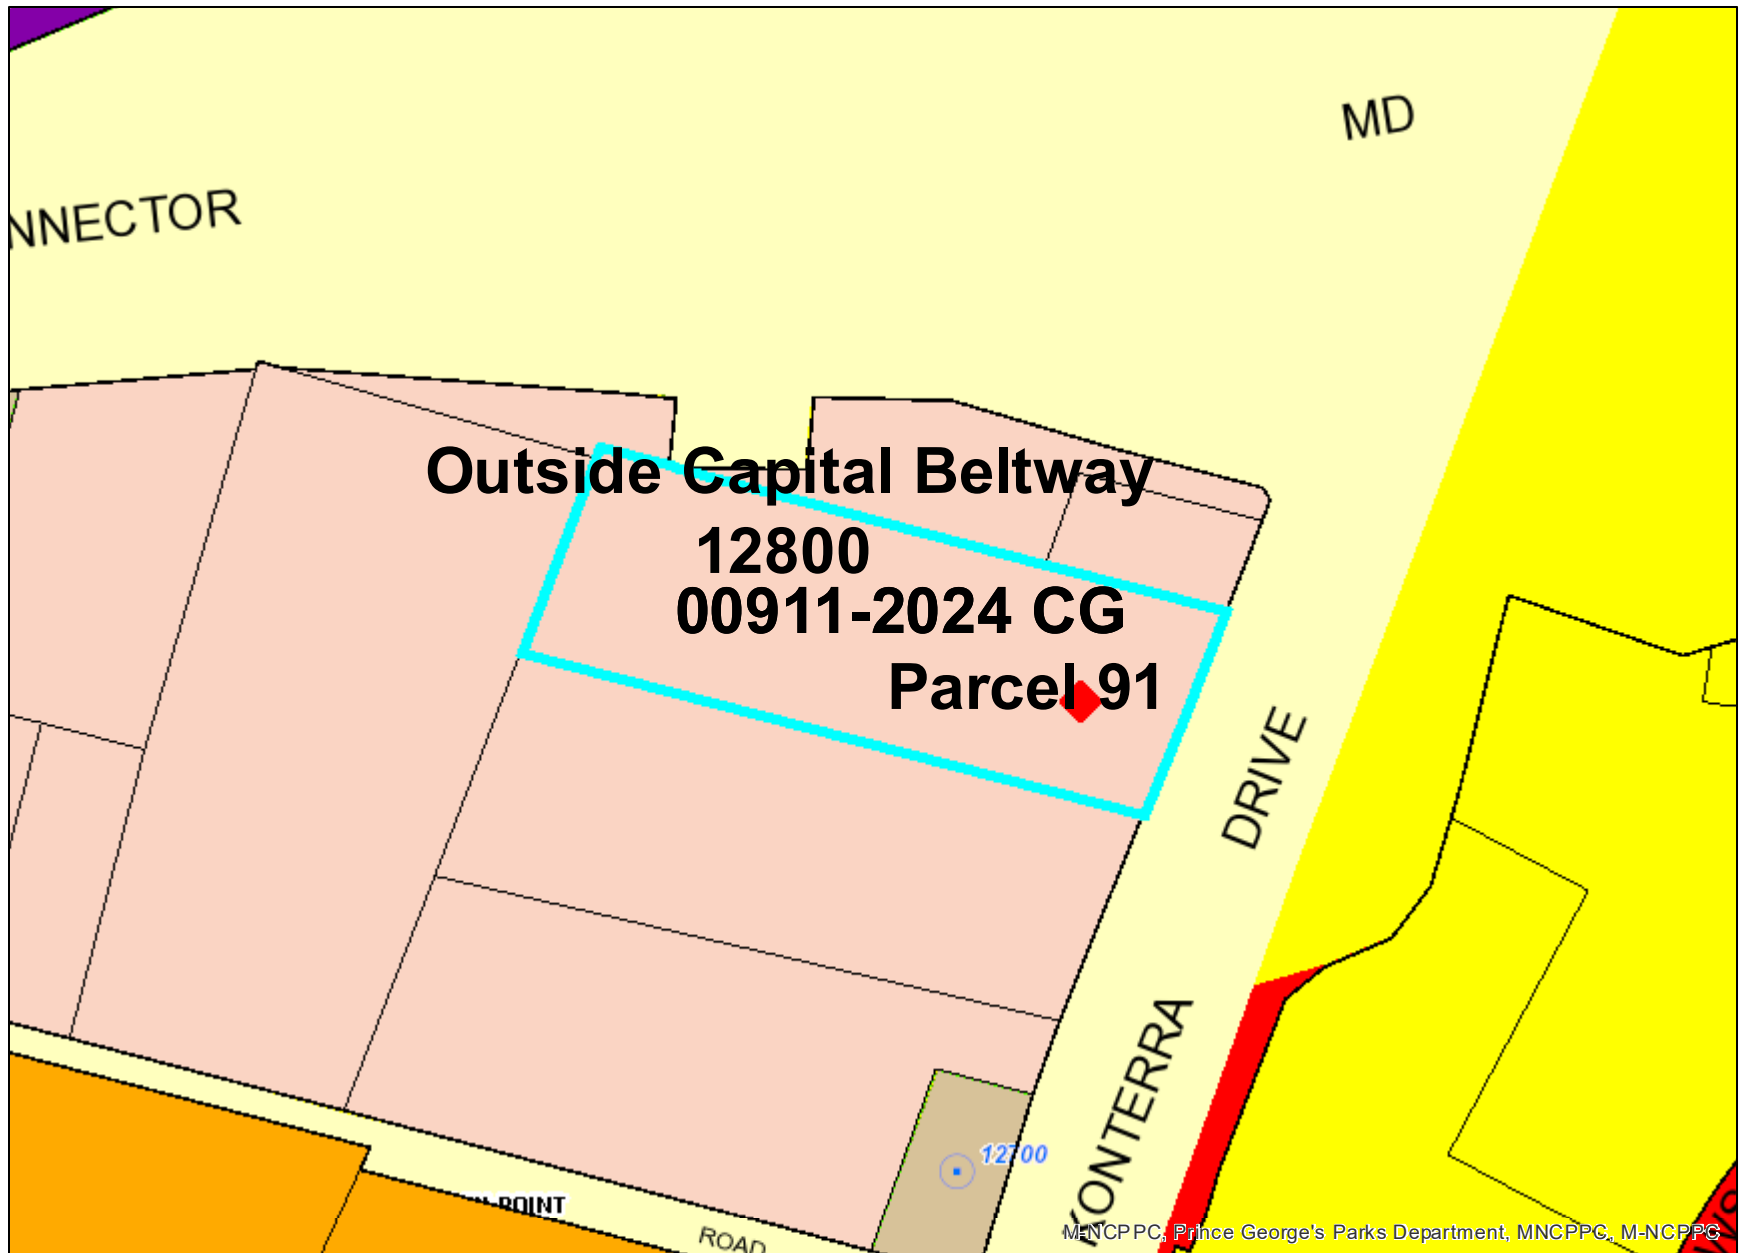 MD
NNECTOR
Outside Capital Beltway
12800
00911-2024 CG
Parcel 91
DRIVE
KONTERRA
12700
POINT
ROAD
M-NCPPC, Prince George's Parks Department, MNCPPC, M-NCPPC